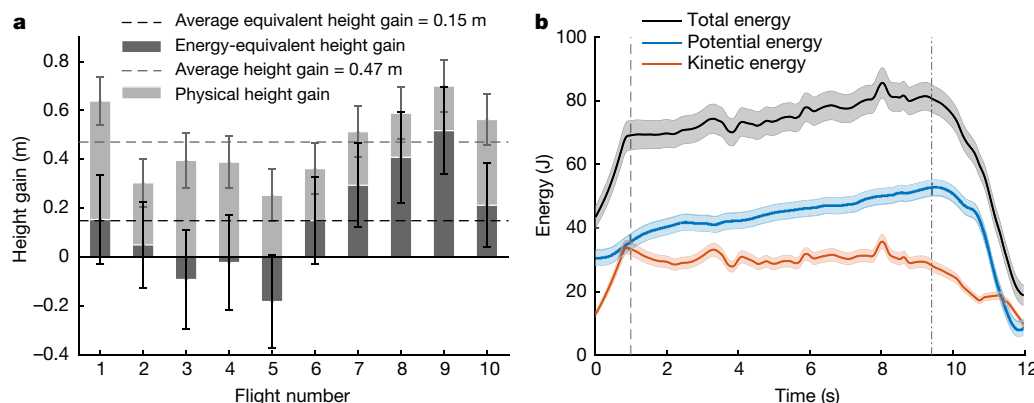 a
Average equivalent height gain = 0.15 m
Energy-equivalent height gain
Average height gain = 0.47 m
Physical height gain
Height gain (m)
0.8
0.6
0.4
0.2
0
−0.2
−0.4
1 2 3 4 5 6 7 8 9 10
Flight number
b
Total energy
Potential energy
Kinetic energy
Energy (J)
100
80
60
40
20
0
0 2 4 6 8 10 12
Time (s)